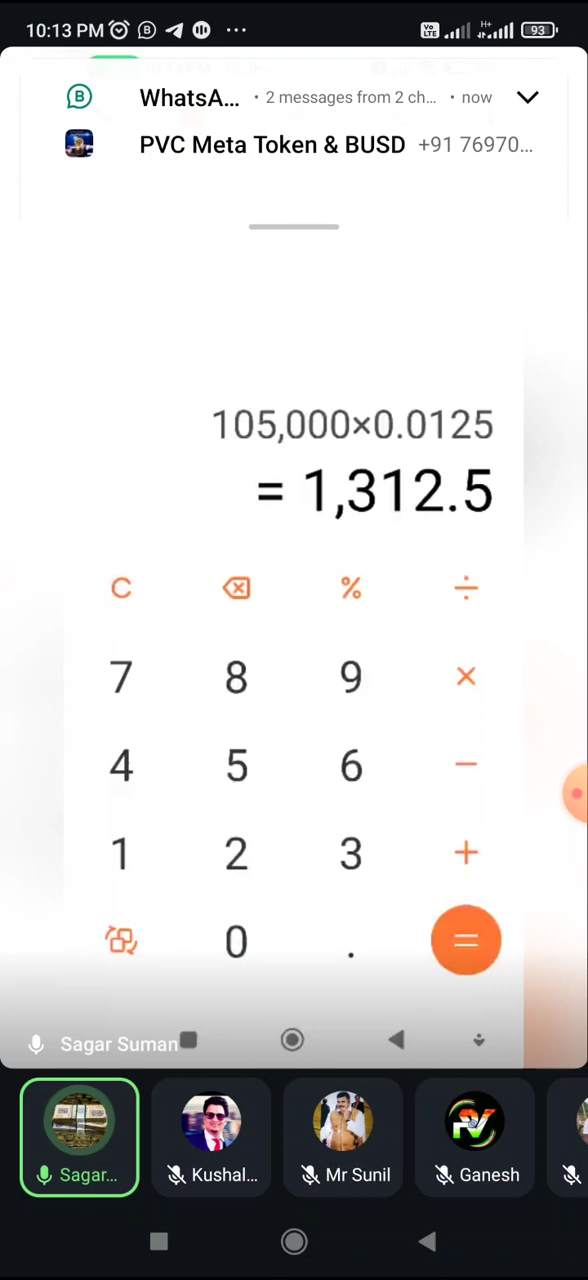 10:13 PM B ...
Vo LTE H+ 93
B WhatsA... • 2 messages from 2 ch... • now
PVC Meta Token & BUSD +91 76970...
105,000×0.0125
= 1,312.5
C % ÷
7 8 9 ×
4 5 6 −
1 2 3 +
0 . =
Sagar Suman
Sagar... Kushal... Mr Sunil Ganesh